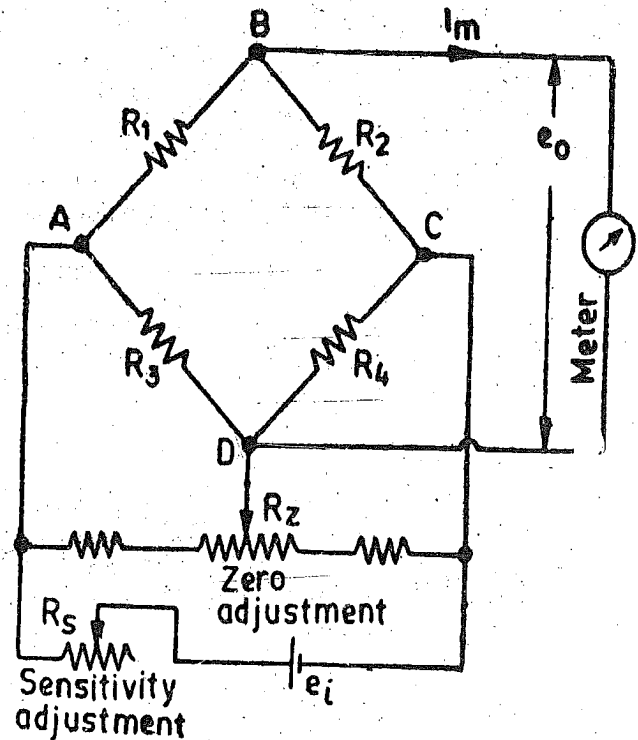 B
Im
R1
R2
eo
A
C
Meter
R3
R4
D
Rz
Zero
adjustment
Rs
ei
Sensitivity
adjustment